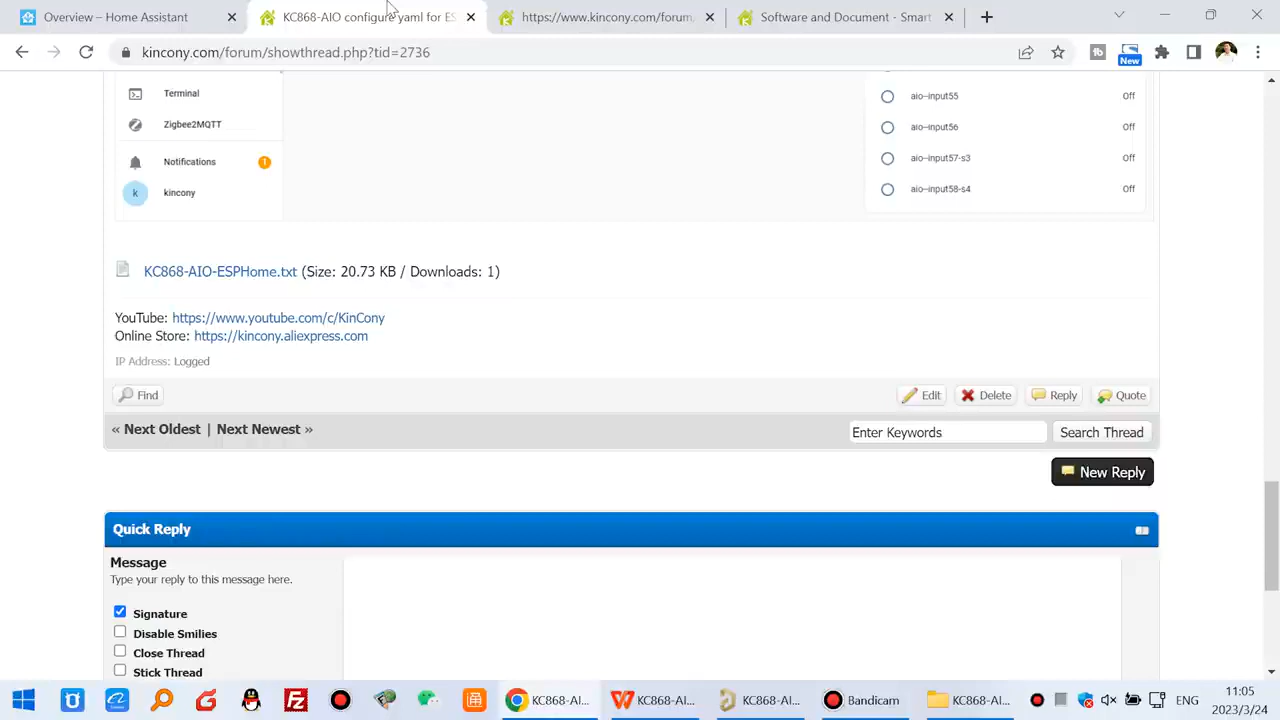 Overview – Home Assistant
KC868-AIO configure yaml for ES
https://www.kincony.com/forum,
Software and Document - Smart
kincony.com/forum/showthread.php?tid=2736
New
Terminal
Zigbee2MQTT
Notifications 1
k kincony
aio-input55 Off
aio-input56 Off
aio-input57-s3 Off
aio-input58-s4 Off
KC868-AIO-ESPHome.txt (Size: 20.73 KB / Downloads: 1)
YouTube: https://www.youtube.com/c/KinCony
Online Store: https://kincony.aliexpress.com
IP Address: Logged
Find Edit Delete Reply Quote
« Next Oldest | Next Newest » Enter Keywords Search Thread
New Reply
Quick Reply
Message
Type your reply to this message here.
Signature
Disable Smilies
Close Thread
Stick Thread
KC868-AI... KC868-AI... KC868-AI... Bandicam KC868-AI... ENG 11:05
2023/3/24